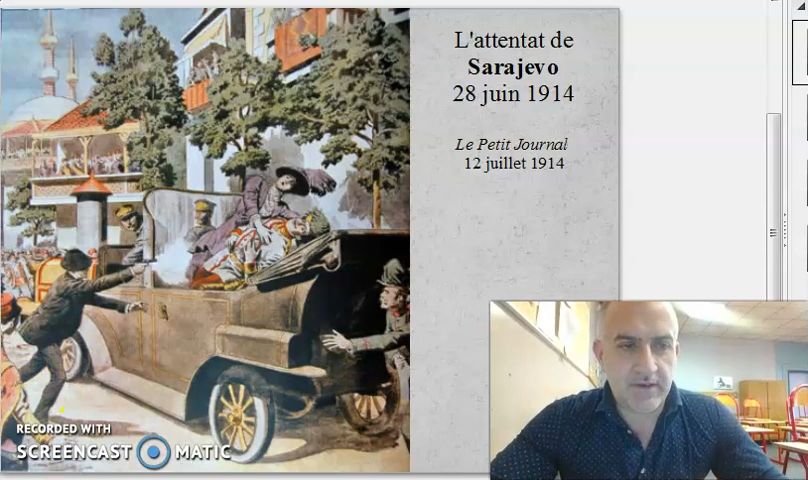 L'attentat de
Sarajevo
28 juin 1914
Le Petit Journal
12 juillet 1914
RECORDED WITH
SCREENCAST MATIC